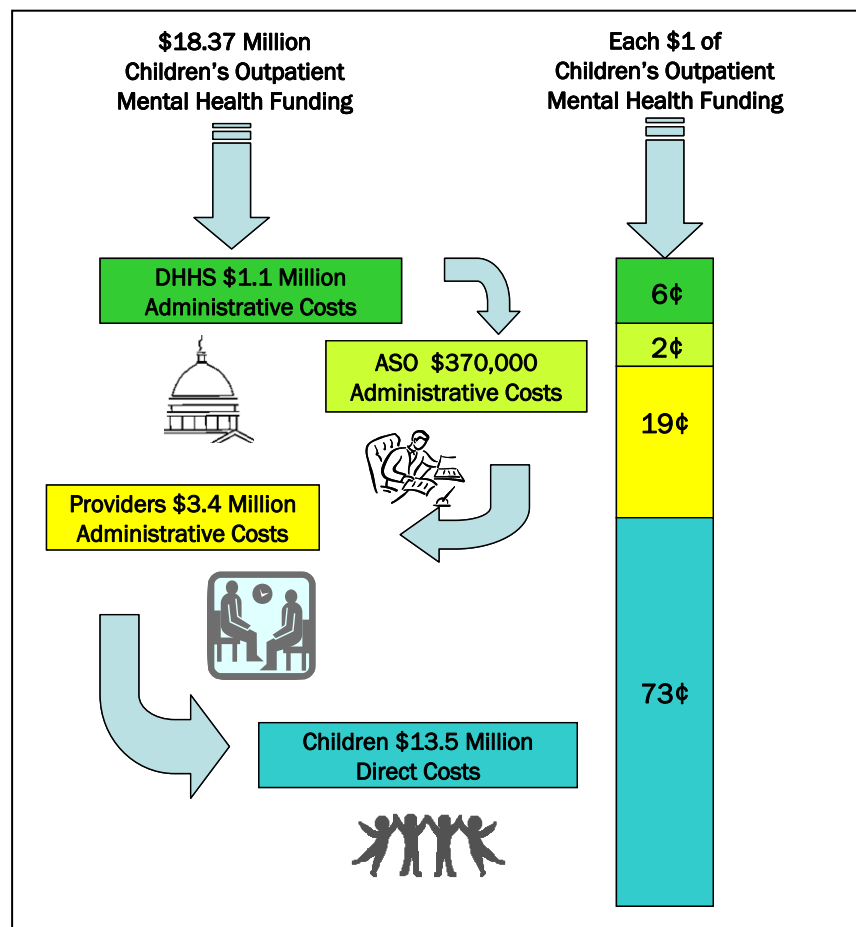 $18.37 Million
Children's Outpatient
Mental Health Funding
Each $1 of
Children's Outpatient
Mental Health Funding
DHHS $1.1 Million
Administrative Costs
ASO $370,000
Administrative Costs
Providers $3.4 Million
Administrative Costs
Children $13.5 Million
Direct Costs
6¢
2¢
19¢
73¢